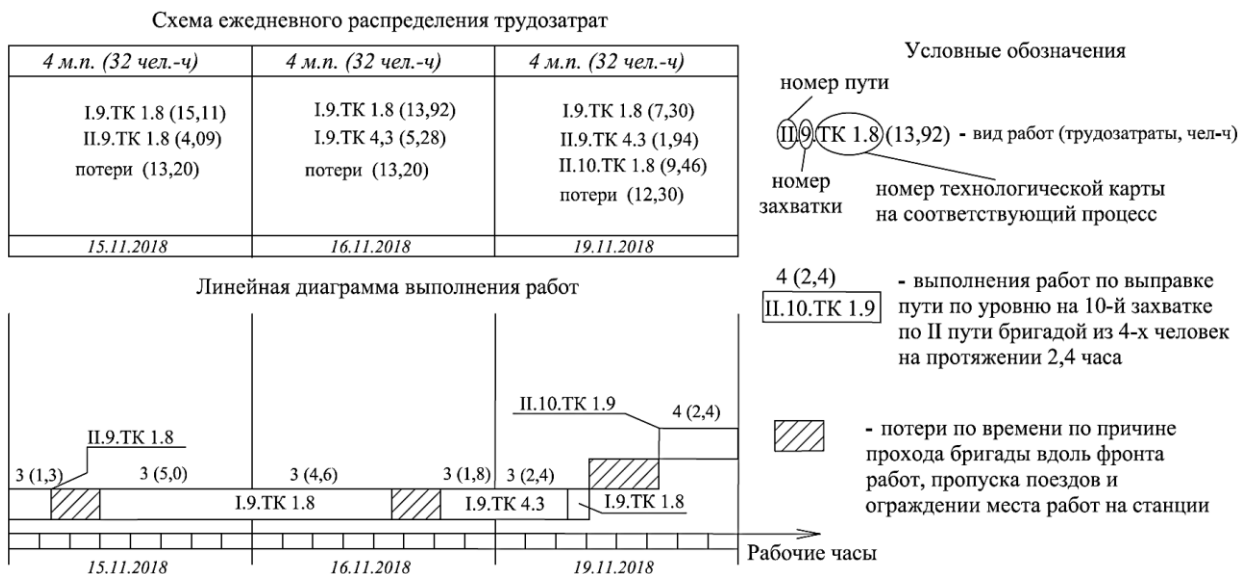 Схема ежедневного распределения трудозатрат
4 м.п. (32 чел.-ч)
4 м.п. (32 чел.-ч)
4 м.п. (32 чел.-ч)
I.9.ТК 1.8 (15,11)
II.9.ТК 1.8 (4,09)
потери (13,20)
I.9.ТК 1.8 (13,92)
I.9.ТК 4,3 (5,28)
потери (13,20)
I.9.ТК 1.8 (7,30)
II.9.ТК 4.3 (1,94)
II.10.ТК 1.8 (9,46)
потери (12,30)
15.11.2018
16.11.2018
19.11.2018
Условные обозначения
номер пути
II.9.ТК 1.8 (13,92) - вид работ (трудозатраты, чел-ч)
номер
захватки
номер технологической карты
на соответствующий процесс
4 (2,4)
II.10.ТК 1.9
- выполнения работ по выправке
пути по уровню на 10-й захватке
по II пути бригадой из 4-х человек
на протяжении 2,4 часа
- потери по времени по причине
прохода бригады вдоль фронта
работ, пропуска поездов и
ограждении места работ на станции
Линейная диаграмма выполнения работ
II.10.ТК 1.9
4 (2,4)
II.9.ТК 1.8
3 (1,3)
3 (5,0)
3 (4,6)
3 (1,8)
3 (2,4)
I.9.ТК 1.8
I.9.ТК 4.3
I.9.ТК 1.8
Рабочие часы
15.11.2018
16.11.2018
19.11.2018